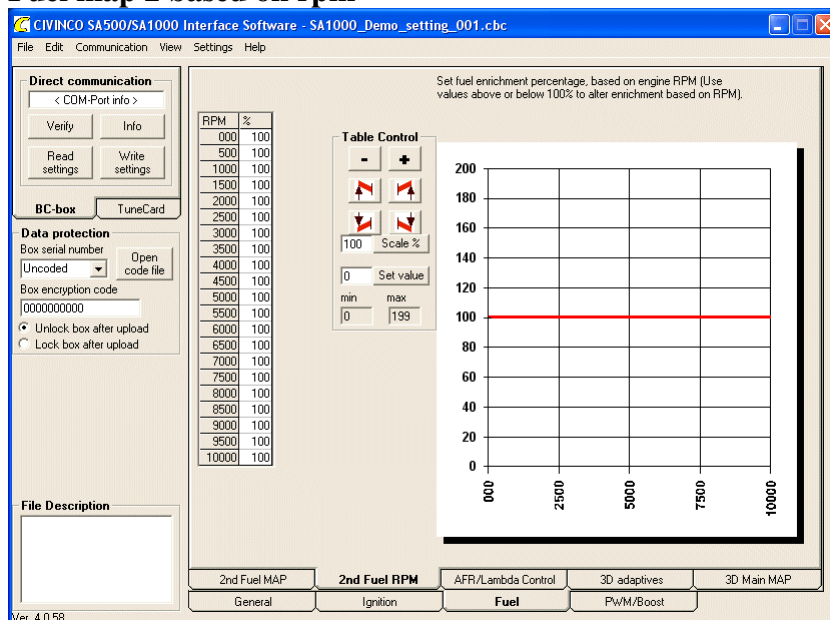 Fuel map 2 based on rpm
CIVINCO SA500/SA1000 Interface Software - SA1000_Demo_setting_001.cbc
File Edit Communication View Settings Help
Direct communication
< COM-Port info >
Verify Info
Read settings Write settings
BC-box TuneCard
Data protection
Box serial number
Uncoded Open code file
Box encryption code
0000000000
Unlock box after upload
Lock box after upload
File Description
Ver. 4.0.58
Set fuel enrichment percentage, based on engine RPM (Use
values above or below 100% to alter enrichment based on RPM).
RPM %
000 100
500 100
1000 100
1500 100
2000 100
2500 100
3000 100
3500 100
4000 100
4500 100
5000 100
5500 100
6000 100
6500 100
7000 100
7500 100
8000 100
8500 100
9000 100
9500 100
10000 100
Table Control
- +
100 Scale %
0 Set value
min max
0 199
200
180
160
140
120
100
80
60
40
20
0
000 2500 5000 7500 10000
2nd Fuel MAP 2nd Fuel RPM AFR/Lambda Control 3D adaptives 3D Main MAP
General Ignition Fuel PWM/Boost